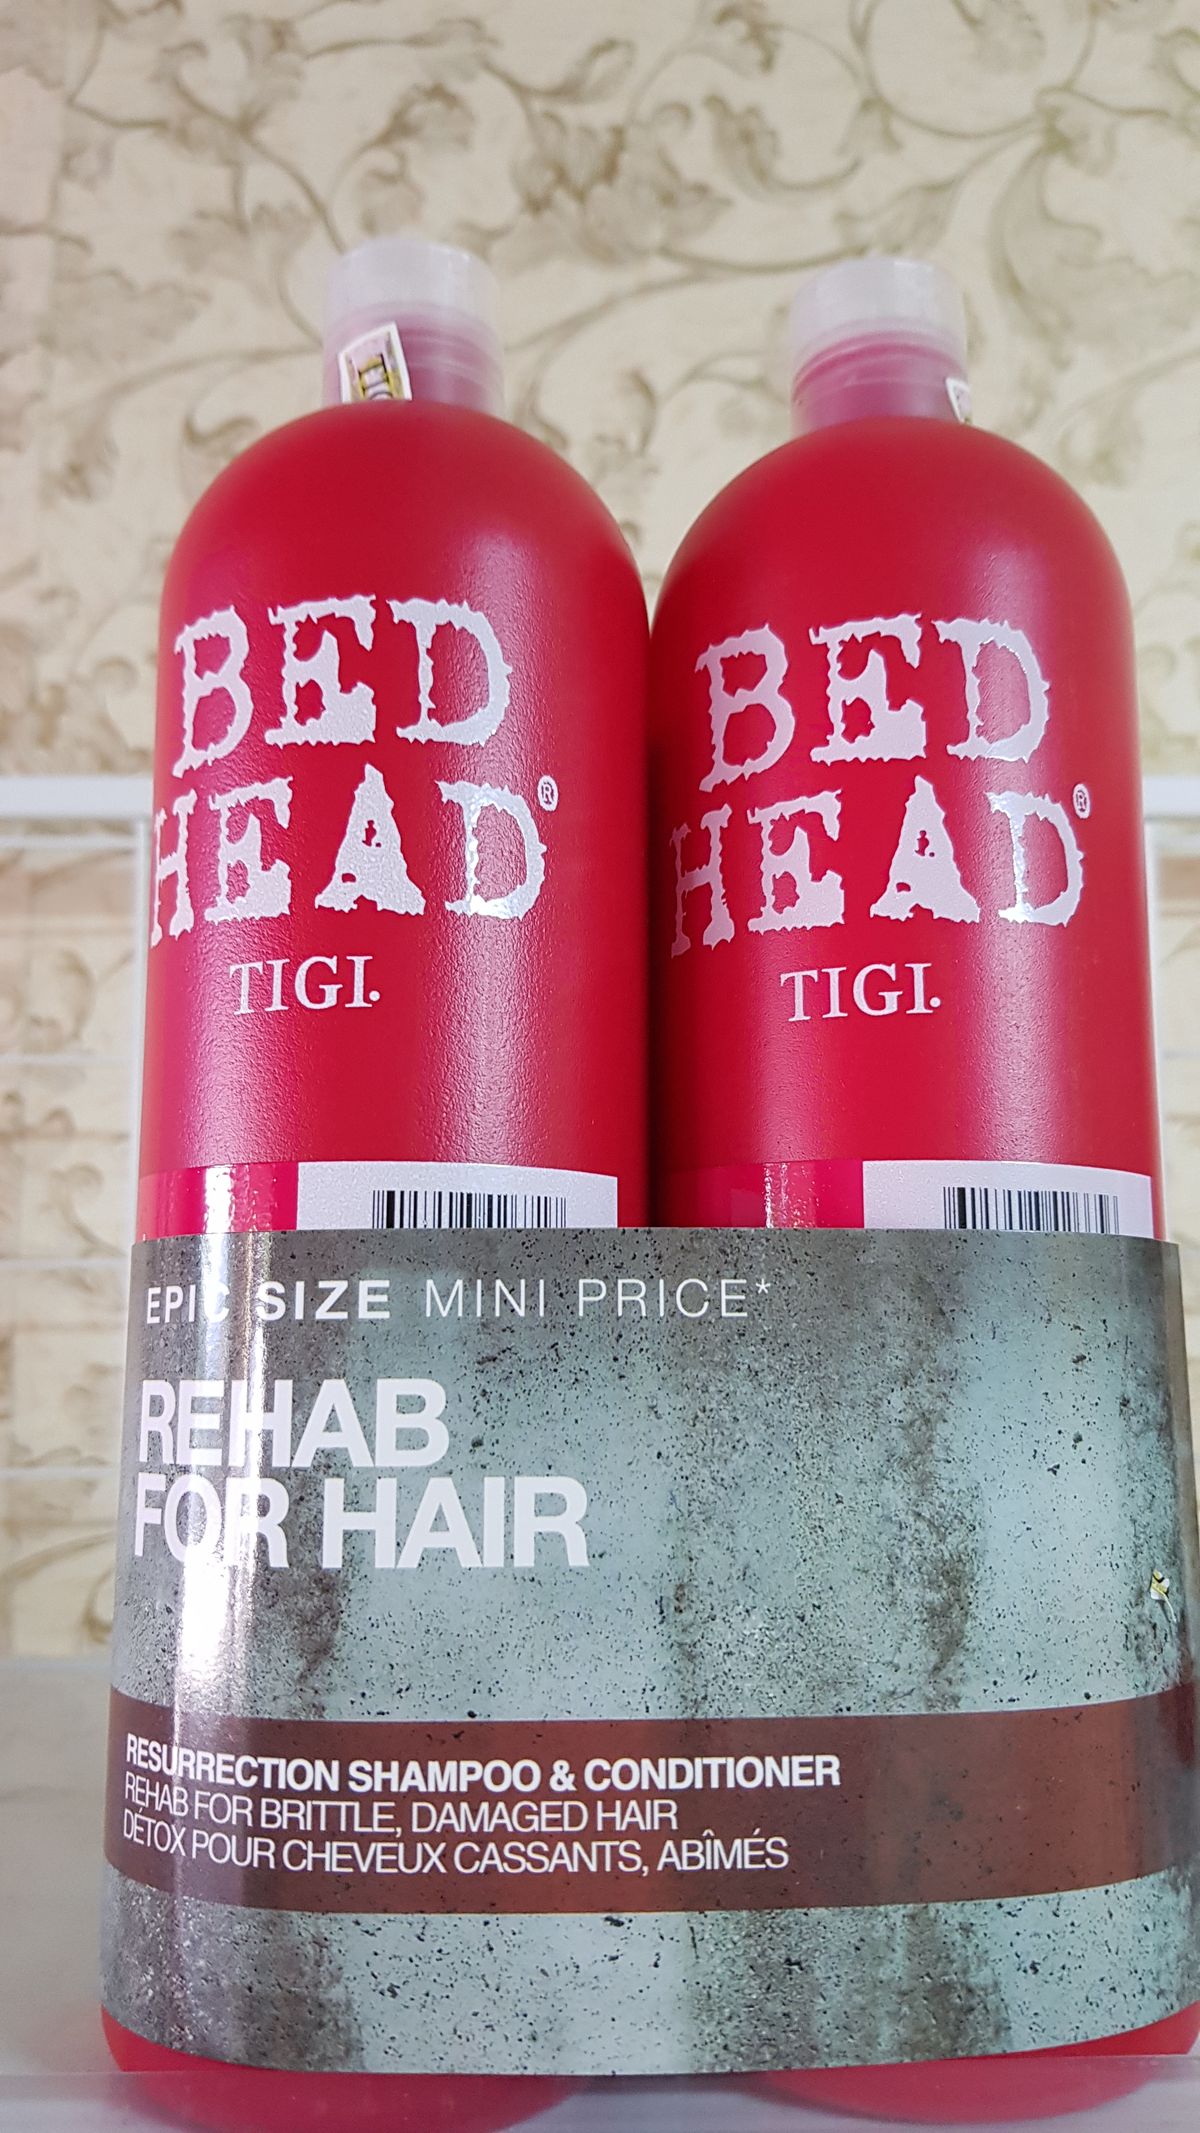 BED
HEAD®
TIGI.
BED
HEAD®
TIGI.
EPIC SIZE MINI PRICE*
REHAB
FOR HAIR
RESURRECTION SHAMPOO & CONDITIONER
REHAB FOR BRITTLE, DAMAGED HAIR
DÉTOX POUR CHEVEUX CASSANTS, ABÎMÉS